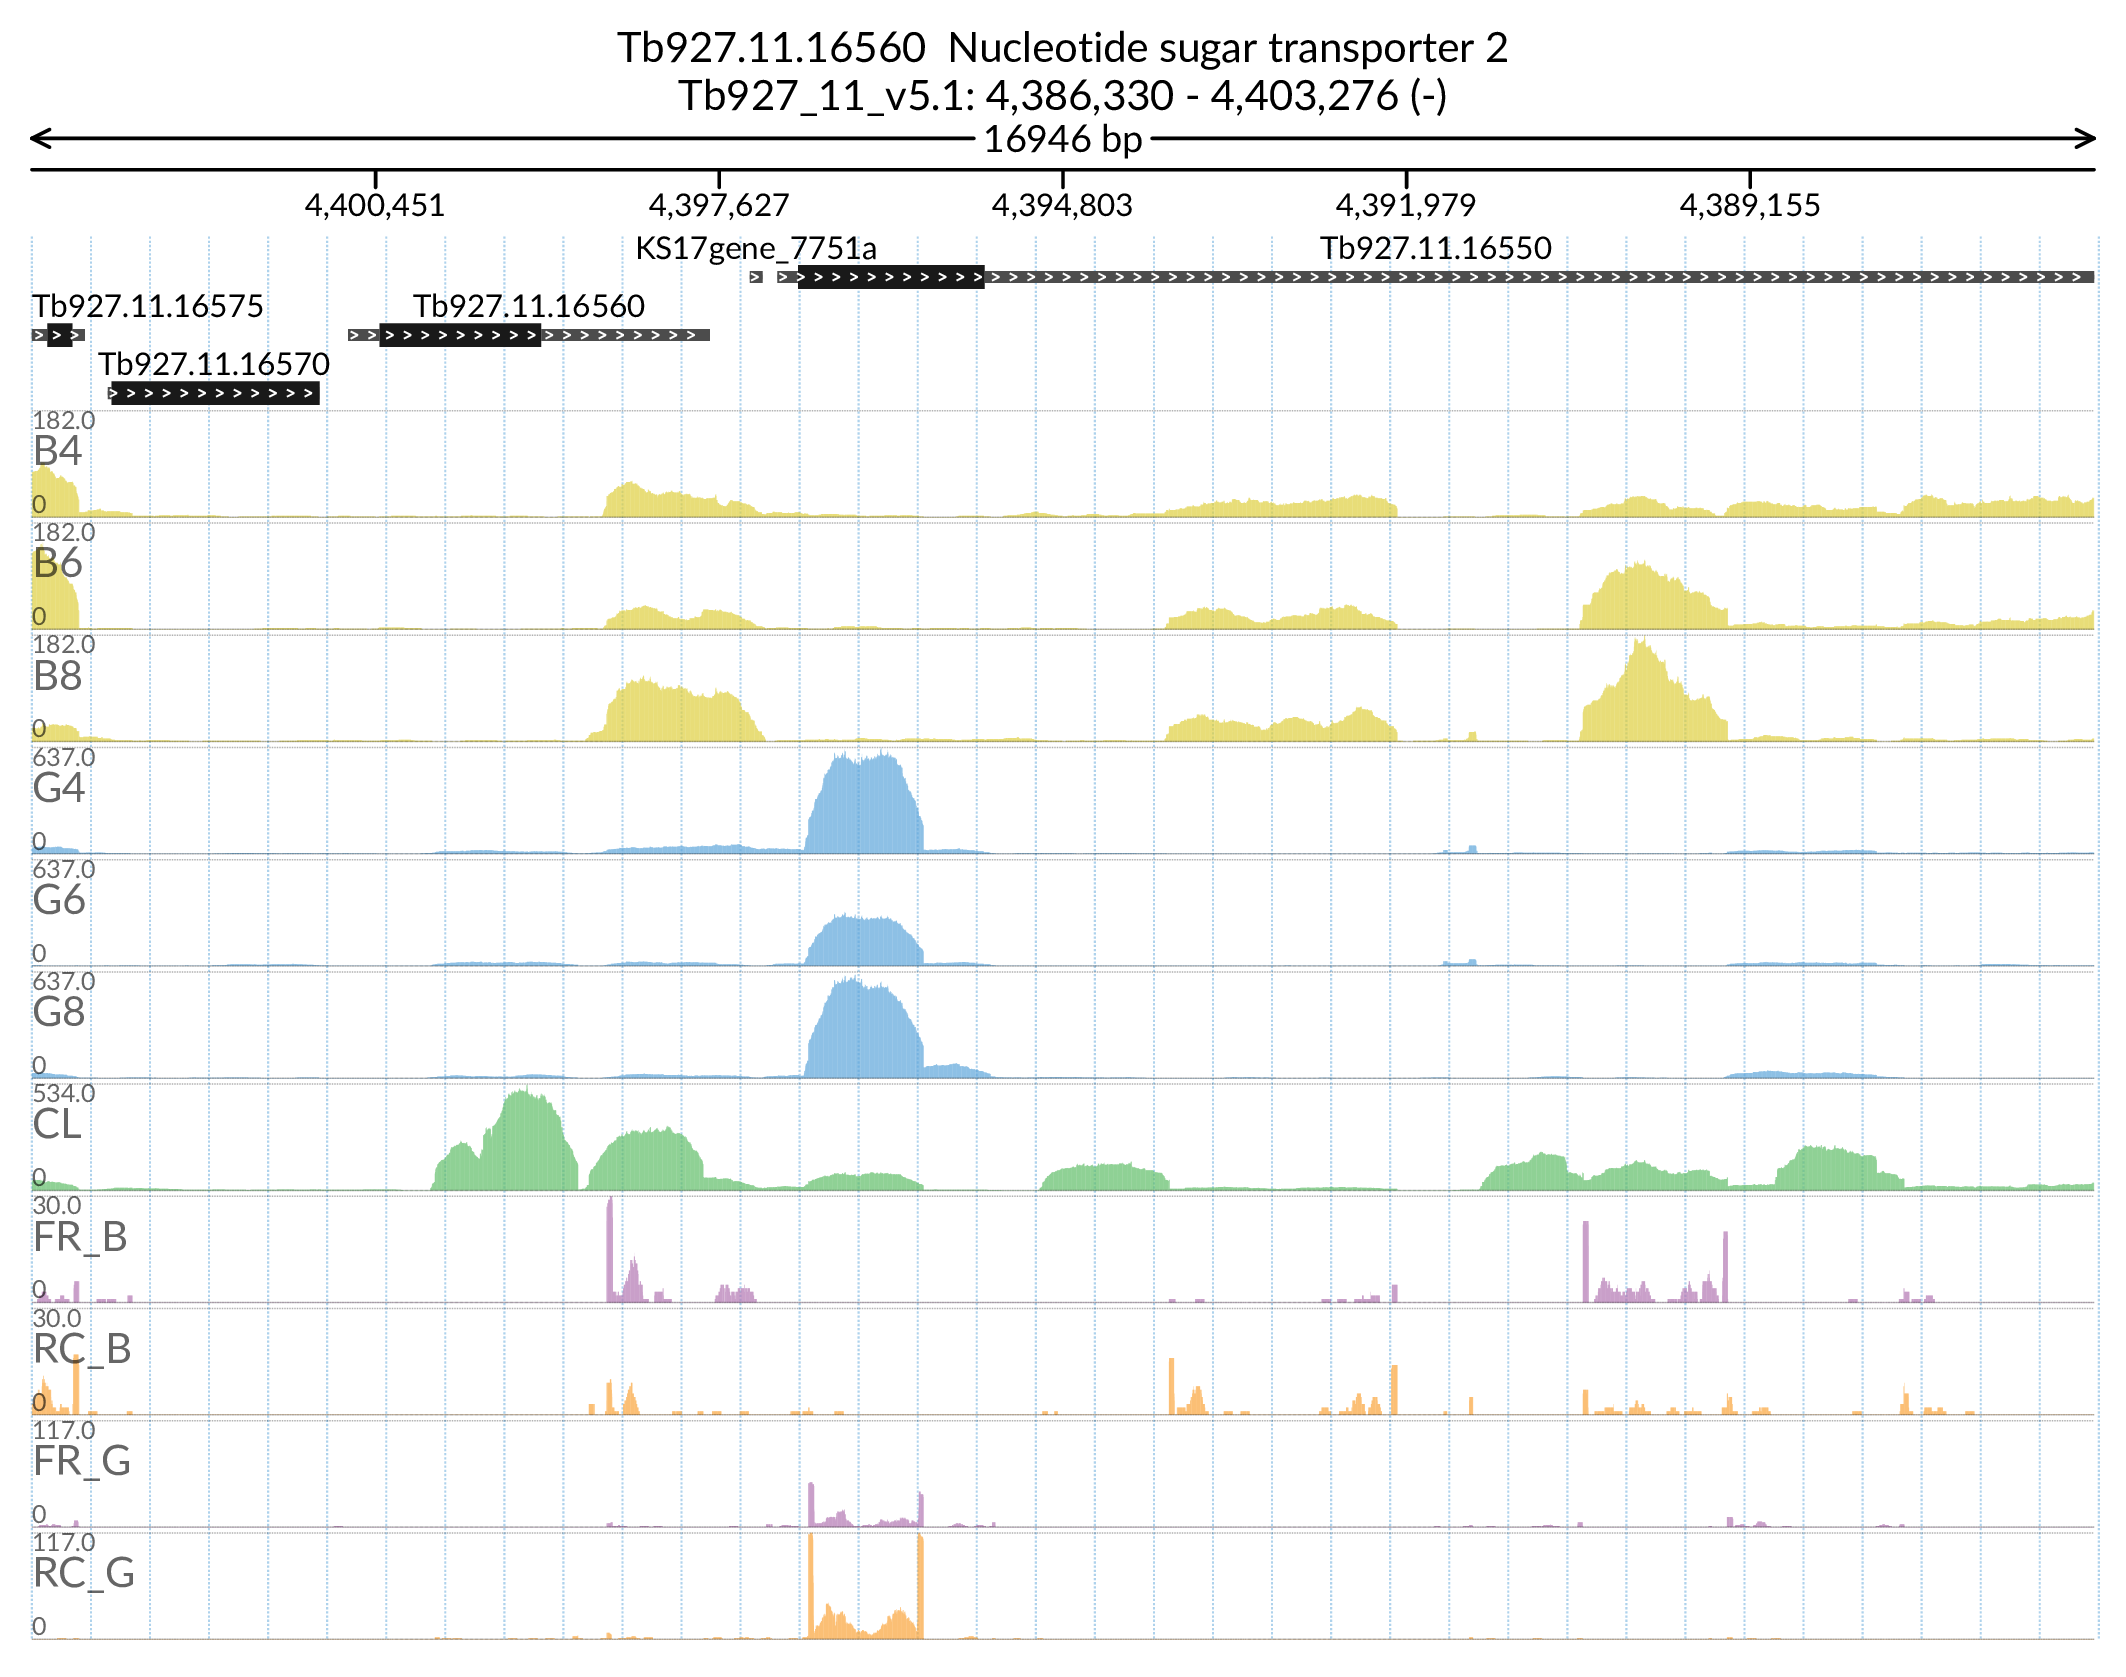 Tb927.11.16560 Nucleotide sugar transporter 2
Tb927_11_v5.1: 4,386,330 - 4,403,276 (-)
16946 bp
4,400,451 4,397,627 4,394,803 4,391,979 4,389,155
KS17gene_7751a Tb927.11.16550
Tb927.11.16575 Tb927.11.16560
Tb927.11.16570
182.0
B4
0
182.0
B6
0
182.0
B8
0
637.0
G4
0
637.0
G6
0
637.0
G8
0
534.0
CL
0
30.0
FR_B
0
30.0
RC_B
0
117.0
FR_G
0
117.0
RC_G
0